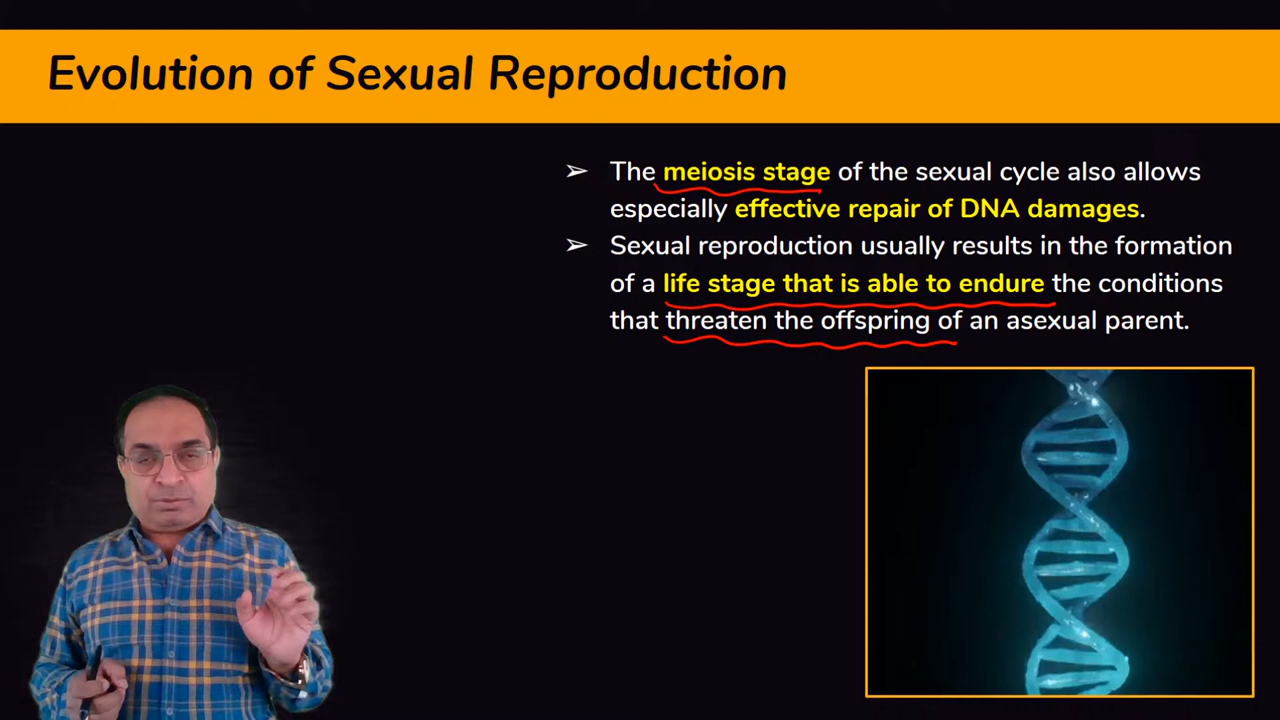 Evolution of Sexual Reproduction
➢ The meiosis stage of the sexual cycle also allows
especially effective repair of DNA damages.
➢ Sexual reproduction usually results in the formation
of a life stage that is able to endure the conditions
that threaten the offspring of an asexual parent.